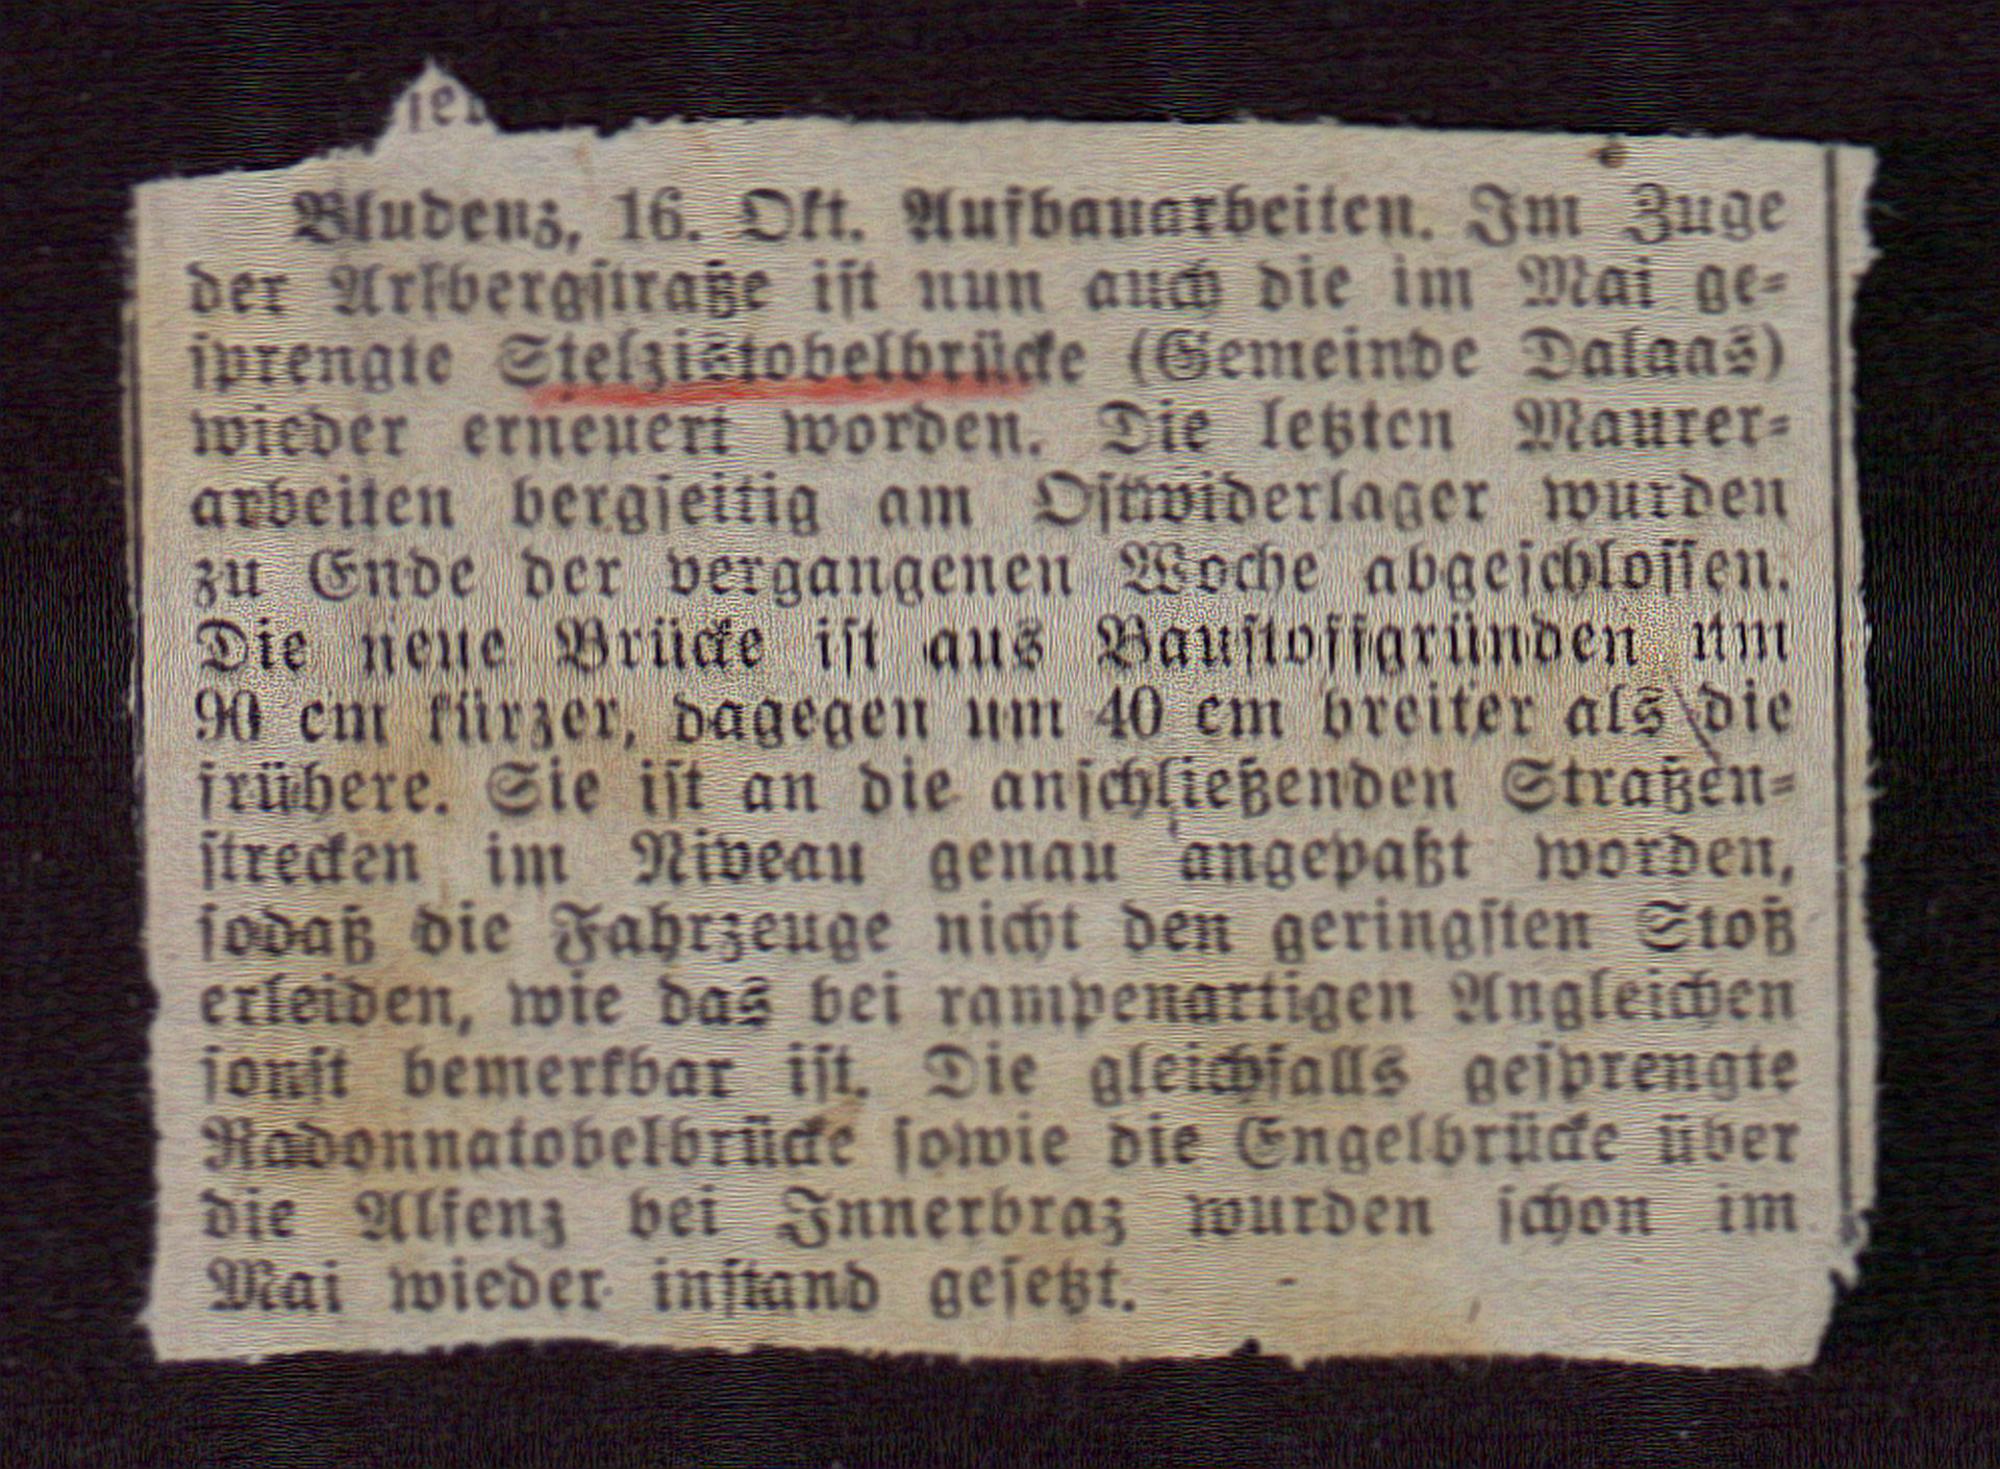 Bludenz, 16. Okt. Aufbauarbeiten. Im Zuge
der Arlbergstraße ist nun auch die im Mai ge-
sprengte Stelzistobelbrücke (Gemeinde Dalaas)
wieder erneuert worden. Die letzten Maurer-
arbeiten bergseitig am Ostwiderlager wurden
zu Ende der vergangenen Woche abgeschlossen.
Die neue Brücke ist aus Baustoffgründen um
90 cm kürzer, dagegen um 40 cm breiter als die
frühere. Sie ist an die anschließenden Straßen-
strecken im Niveau genau angepaßt worden,
sodaß die Fahrzeuge nicht den geringsten Stoß
erleiden, wie das bei rampenartigen Angleichen
sonst bemerkbar ist. Die gleichfalls gesprengte
Radonnatobelbrücke sowie die Engelbrücke über
die Alfenz bei Innerbraz wurden schon im
Mai wieder instand gesetzt.